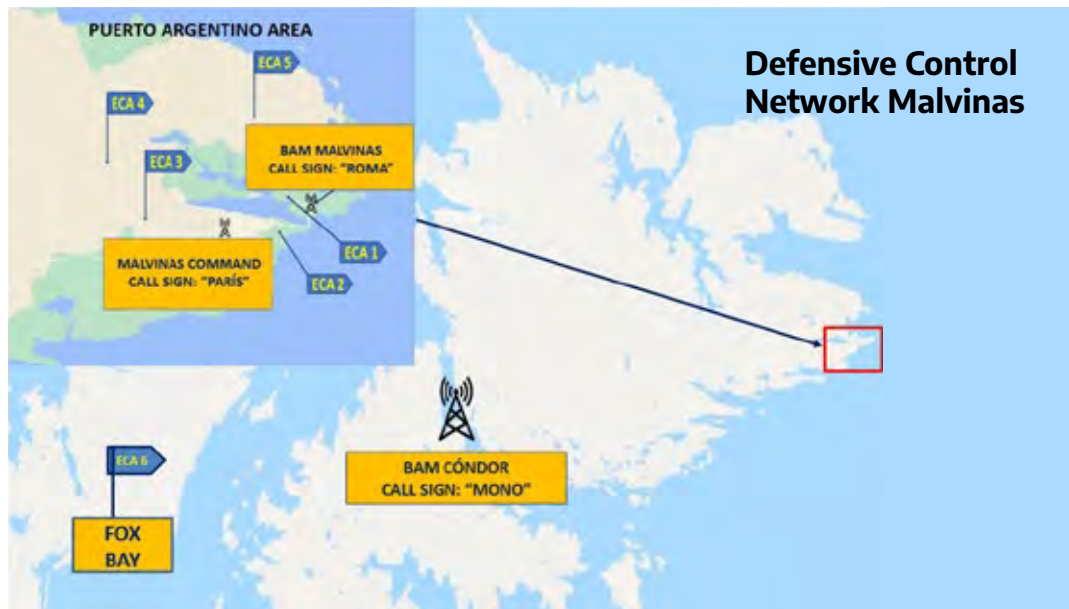 PUERTO ARGENTINO AREA
Defensive Control
Network Malvinas
ECA 5
ECA 4
BAM MALVINAS
CALL SIGN: "ROMA"
ECA 3
ECA 1
MALVINAS COMMAND
CALL SIGN: "PARÍS"
ECA 2
ECA 6
BAM CÓNDOR
CALL SIGN: "MONO"
FOX
BAY